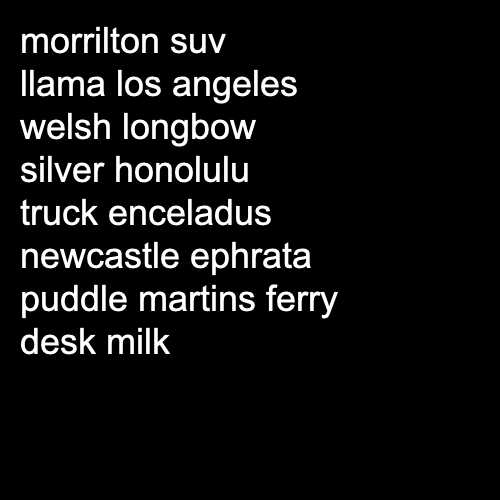 morrilton suv
llama los angeles
welsh longbow
silver honolulu
truck enceladus
newcastle ephrata
puddle martins ferry
desk milk